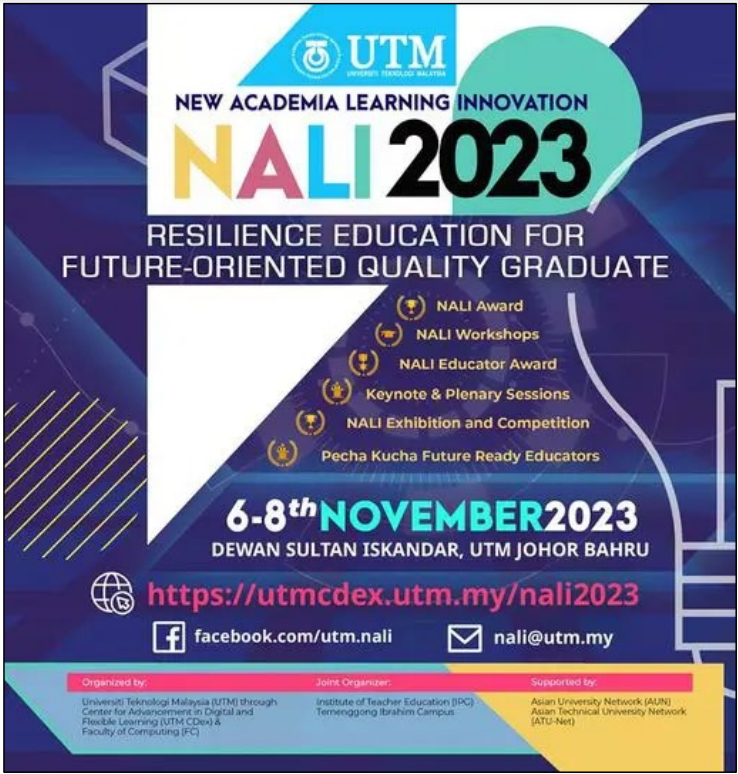 UTM
UNIVERSITI TEKNOLOGI MALAYSIA
NEW ACADEMIA LEARNING INNOVATION
NALI 2023
RESILIENCE EDUCATION FOR
FUTURE-ORIENTED QUALITY GRADUATE
NALI Award
NALI Workshops
NALI Educator Award
Keynote & Plenary Sessions
NALI Exhibition and Competition
Pecha Kucha Future Ready Educators
6-8th NOVEMBER 2023
DEWAN SULTAN ISKANDAR, UTM JOHOR BAHRU
https://utmcdex.utm.my/nali2023
facebook.com/utm.nali
nali@utm.my
Organized by:
Universiti Teknologi Malaysia (UTM) through
Center for Advancement in Digital and
Flexible Learning (UTM CDex) &
Faculty of Computing (FC)
Joint Organizer:
Institute of Teacher Education (IPG)
Temenggong Ibrahim Campus
Supported by:
Asian University Network (AUN)
Asian Technical University Network
(ATU-Net)